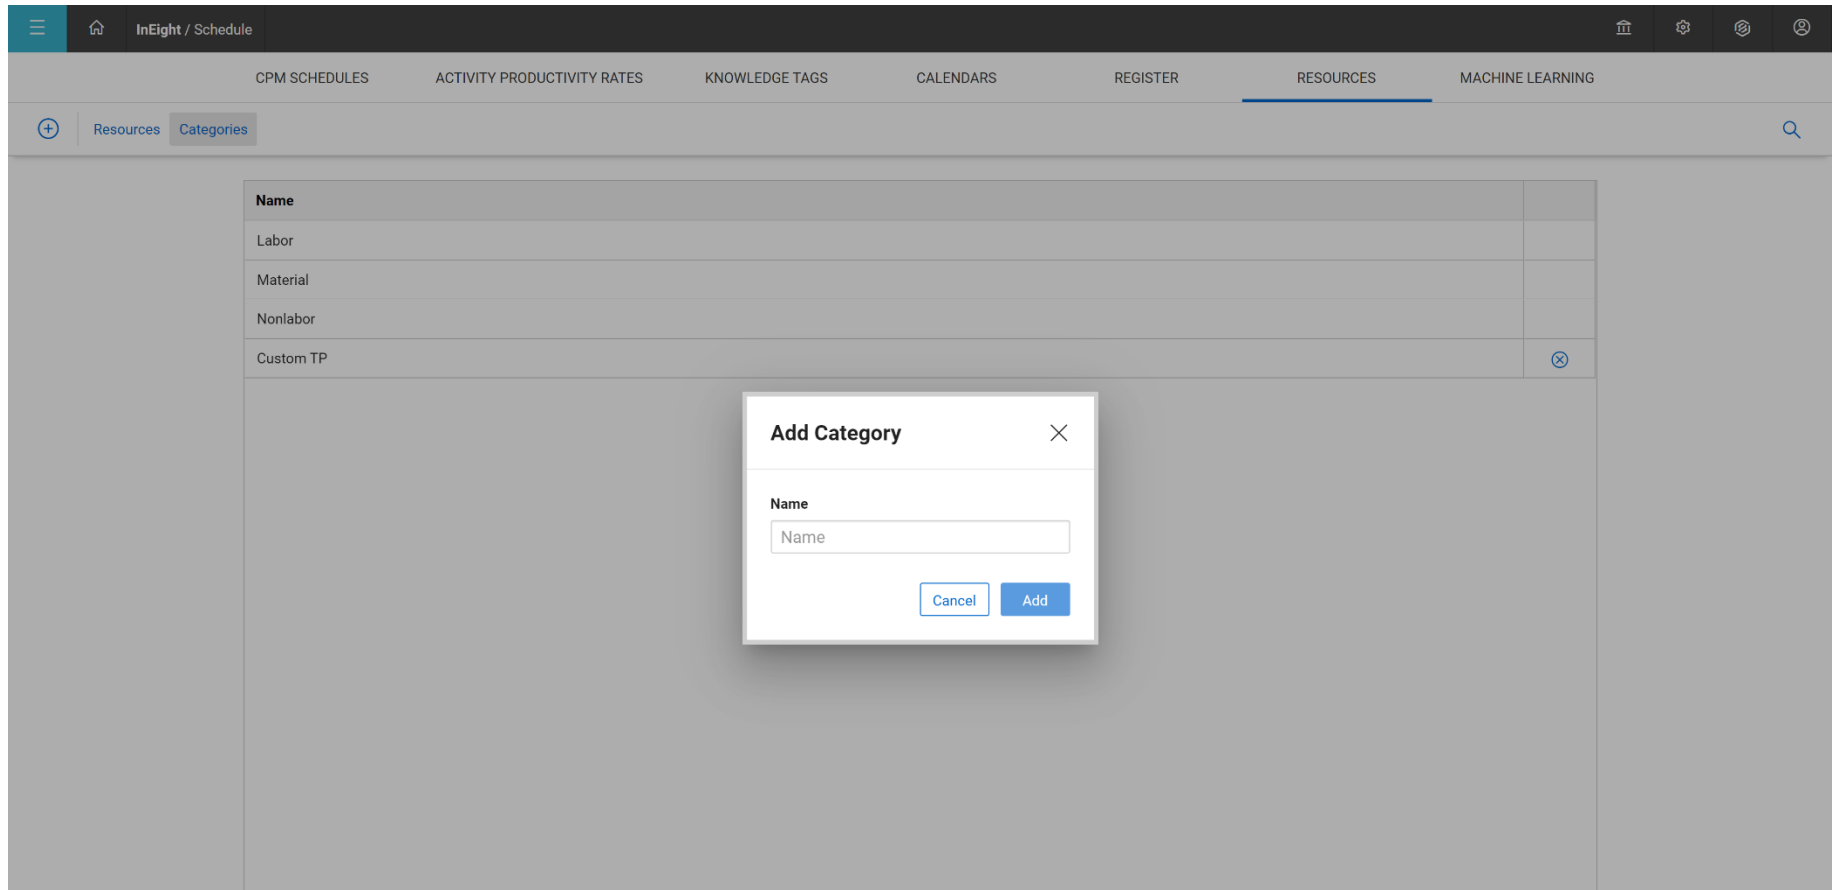 InEight / Schedule
CPM SCHEDULES ACTIVITY PRODUCTIVITY RATES KNOWLEDGE TAGS CALENDARS REGISTER RESOURCES MACHINE LEARNING
Resources Categories
Name
Labor
Material
Nonlabor
Custom TP
Add Category
Name
Name
Cancel Add